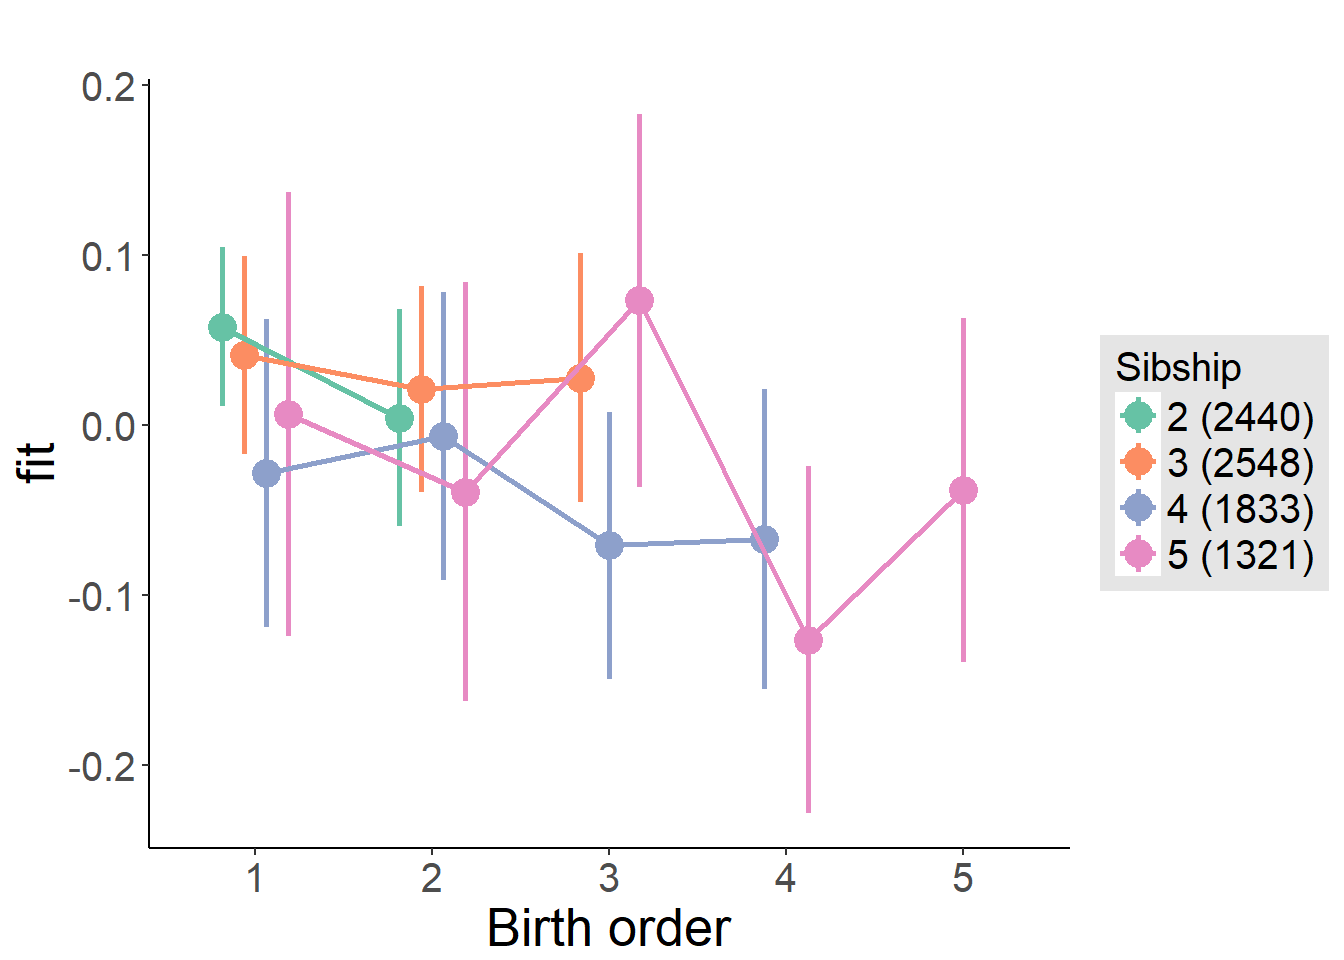 0.2
0.1
0.0
-0.1
-0.2
fit
1 2 3 4 5
Birth order
Sibship
2 (2440)
3 (2548)
4 (1833)
5 (1321)